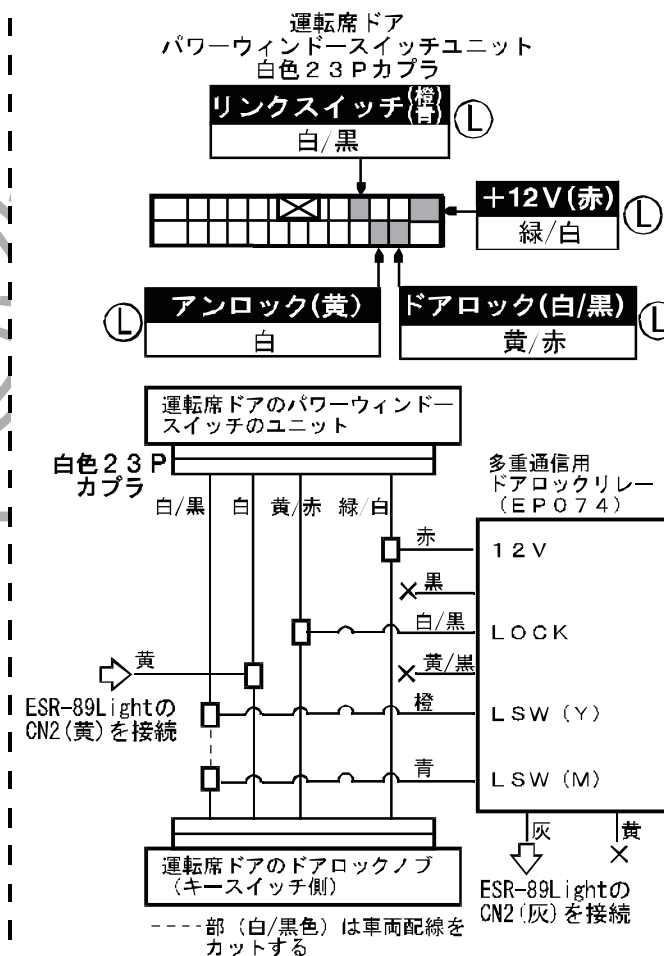 運転席ドア
パワーウィンドースイッチユニット
白色２３Ｐカプラ
リンクスイッチ(橙)(青)
Ⓛ
白/黒
＋12Ｖ(赤)
Ⓛ
緑/白
Ⓛ
アンロック(黄)
白
ドアロック(白/黒)
Ⓛ
黄/赤
運転席ドアのパワーウィンドー
スイッチのユニット
白色２３Ｐ
カプラ
白/黒
白
黄/赤
緑/白
多重通信用
ドアロックリレー
（ＥＰ０７４）
赤
１２Ｖ
黒
白/黒
ＬＯＣＫ
黄/黒
黄
ESR-89Lightの
CN2(黄)を接続
橙
ＬＳＷ（Ｙ）
青
ＬＳＷ（Ｍ）
灰
黄
運転席ドアのドアロックノブ
（キースイッチ側）
ESR-89Lightの
CN2(灰)を接続
----部（白/黒色）は車両配線を
カットする